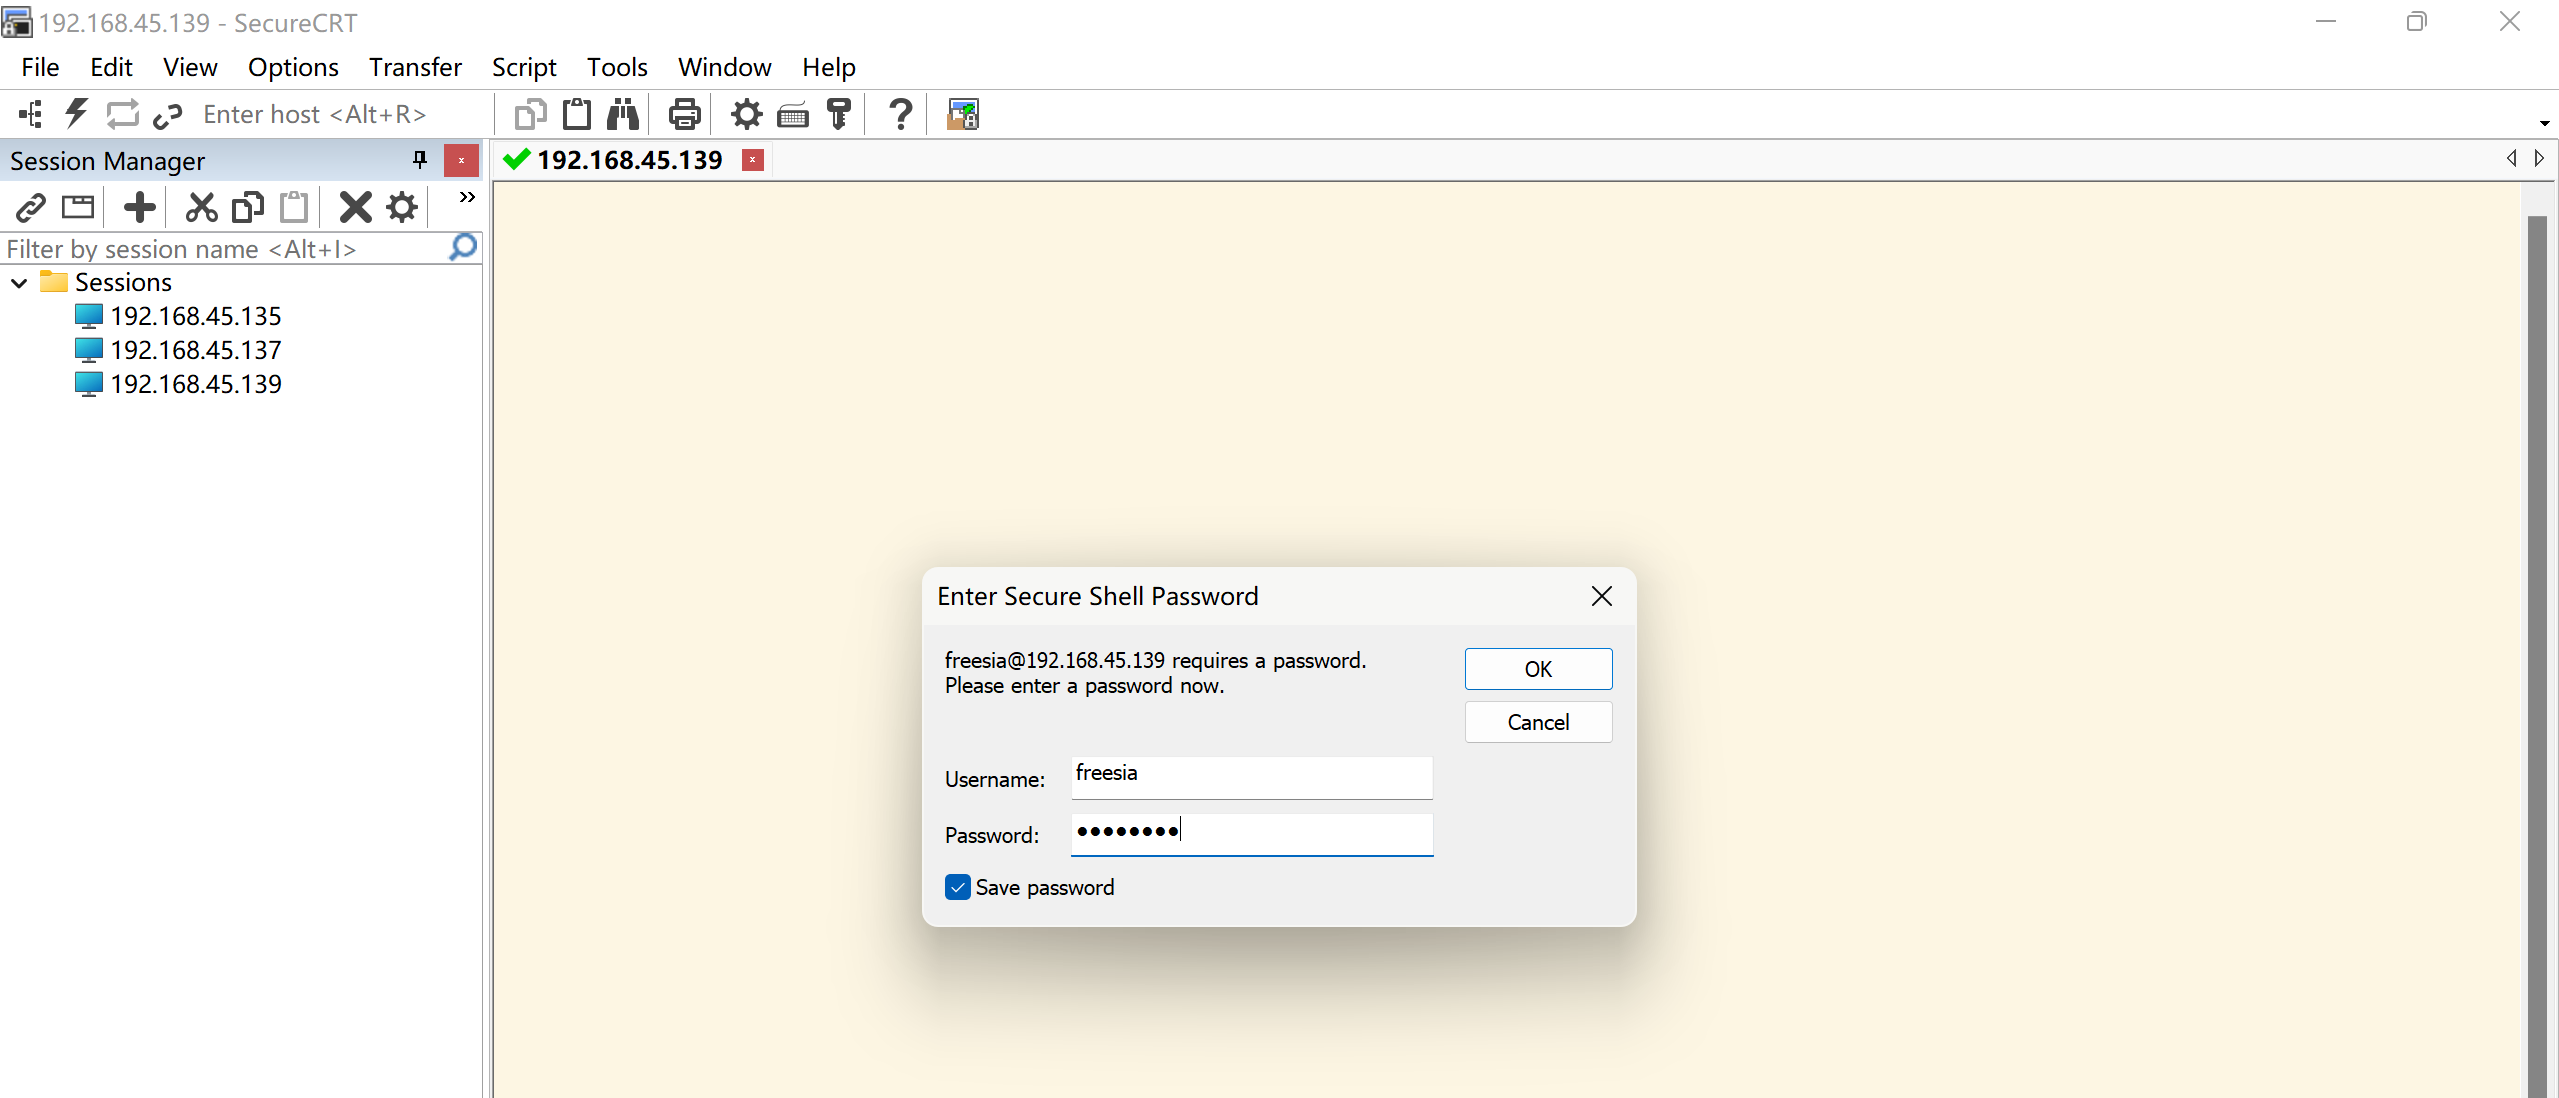 192.168.45.139 - SecureCRT
File Edit View Options Transfer Script Tools Window Help
Enter host <Alt+R>
Session Manager
192.168.45.139
Filter by session name <Alt+I>
Sessions
192.168.45.135
192.168.45.137
192.168.45.139
Enter Secure Shell Password
freesia@192.168.45.139 requires a password.
Please enter a password now.
OK
Cancel
Username: freesia
Password: ••••••••
Save password